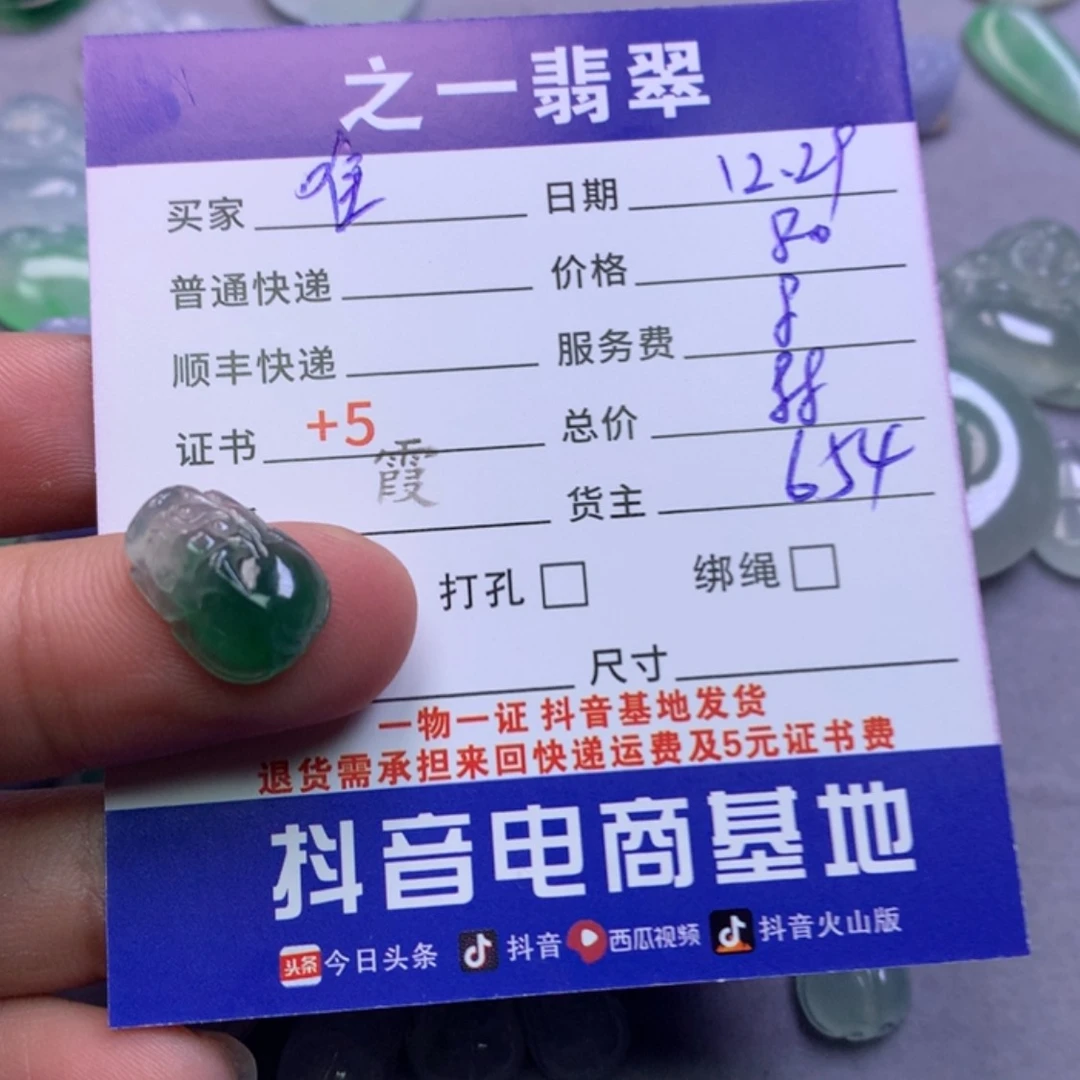 之一翡翠
买家 唯 日期 12.29
普通快递 价格 80
顺丰快递 服务费 8
证书 +5 总价 88
霞 货主 654
打孔 □ 绑绳 □
尺寸
一物一证 抖音基地发货
退货需承担来回快递运费及5元证书费
抖音电商基地
头条 今日头条 抖音 西瓜视频 抖音火山版